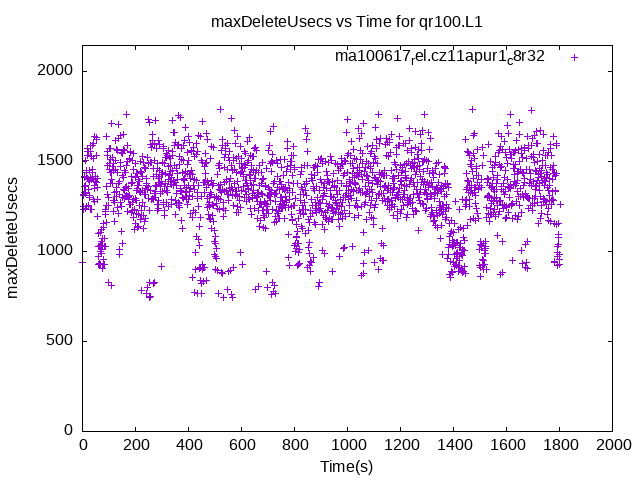 maxDeleteUsecs vs Time for qr100.L1
ma100617rel.cz11apur1c8r32
2000
1500
1000
500
0
maxDeleteUsecs
0 200 400 600 800 1000 1200 1400 1600 1800 2000
Time(s)